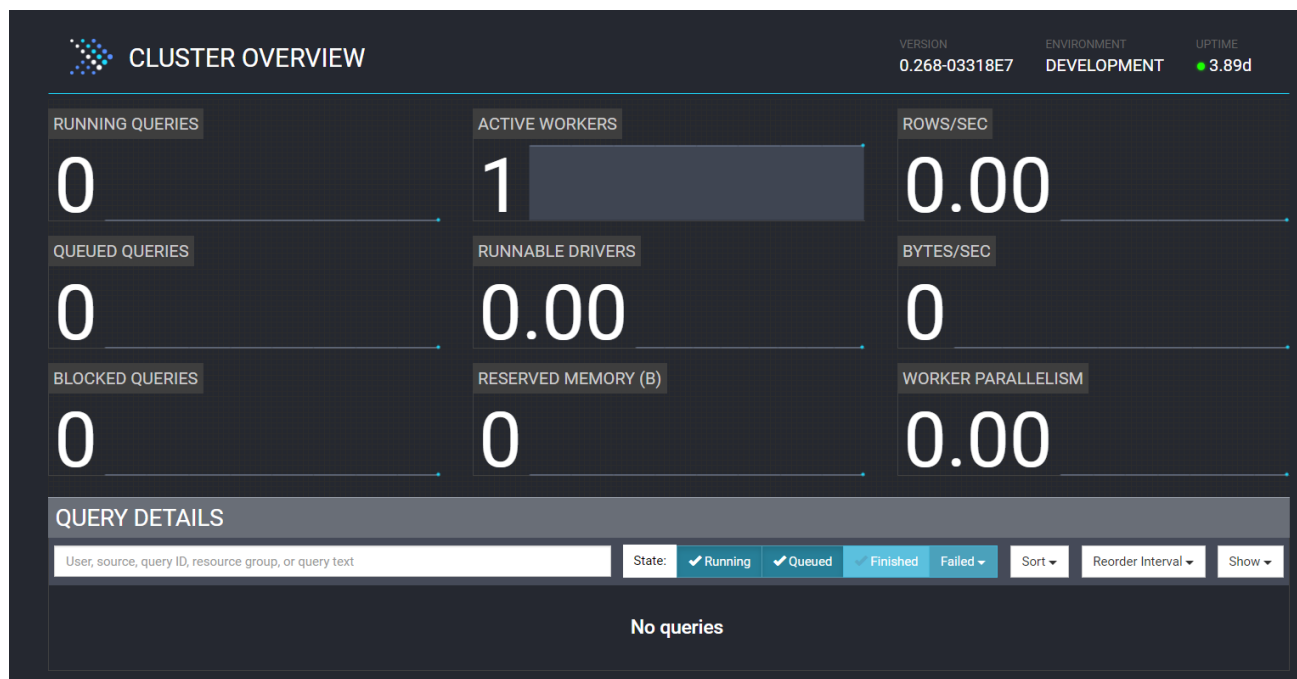 CLUSTER OVERVIEW
VERSION
0.268-03318E7
ENVIRONMENT
DEVELOPMENT
UPTIME
3.89d
RUNNING QUERIES
0
ACTIVE WORKERS
1
ROWS/SEC
0.00
QUEUED QUERIES
0
RUNNABLE DRIVERS
0.00
BYTES/SEC
0
BLOCKED QUERIES
0
RESERVED MEMORY (B)
0
WORKER PARALLELISM
0.00
QUERY DETAILS
User, source, query ID, resource group, or query text
State: Running Queued Finished Failed
Sort
Reorder Interval
Show
No queries